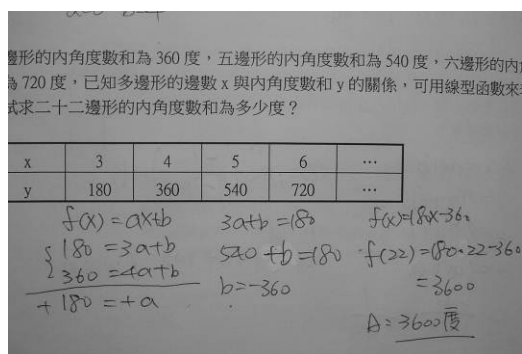 邊形的內角度數和為 360 度，五邊形的內角度數和為 540 度，六邊形的內
為 720 度，已知多邊形的邊數 x 與內角度數和 y 的關係，可用線型函數來
試求二十二邊形的內角度數和為多少度？
x 3 4 5 6 …
y 180 360 540 720 …
f(x)=ax+b
180=3a+b
360=4a+b
+180=+a
3a+b=180
540+b=180
b=-360
f(x)=180x-360
f(22)=180·22-360
=3600
A：3600度